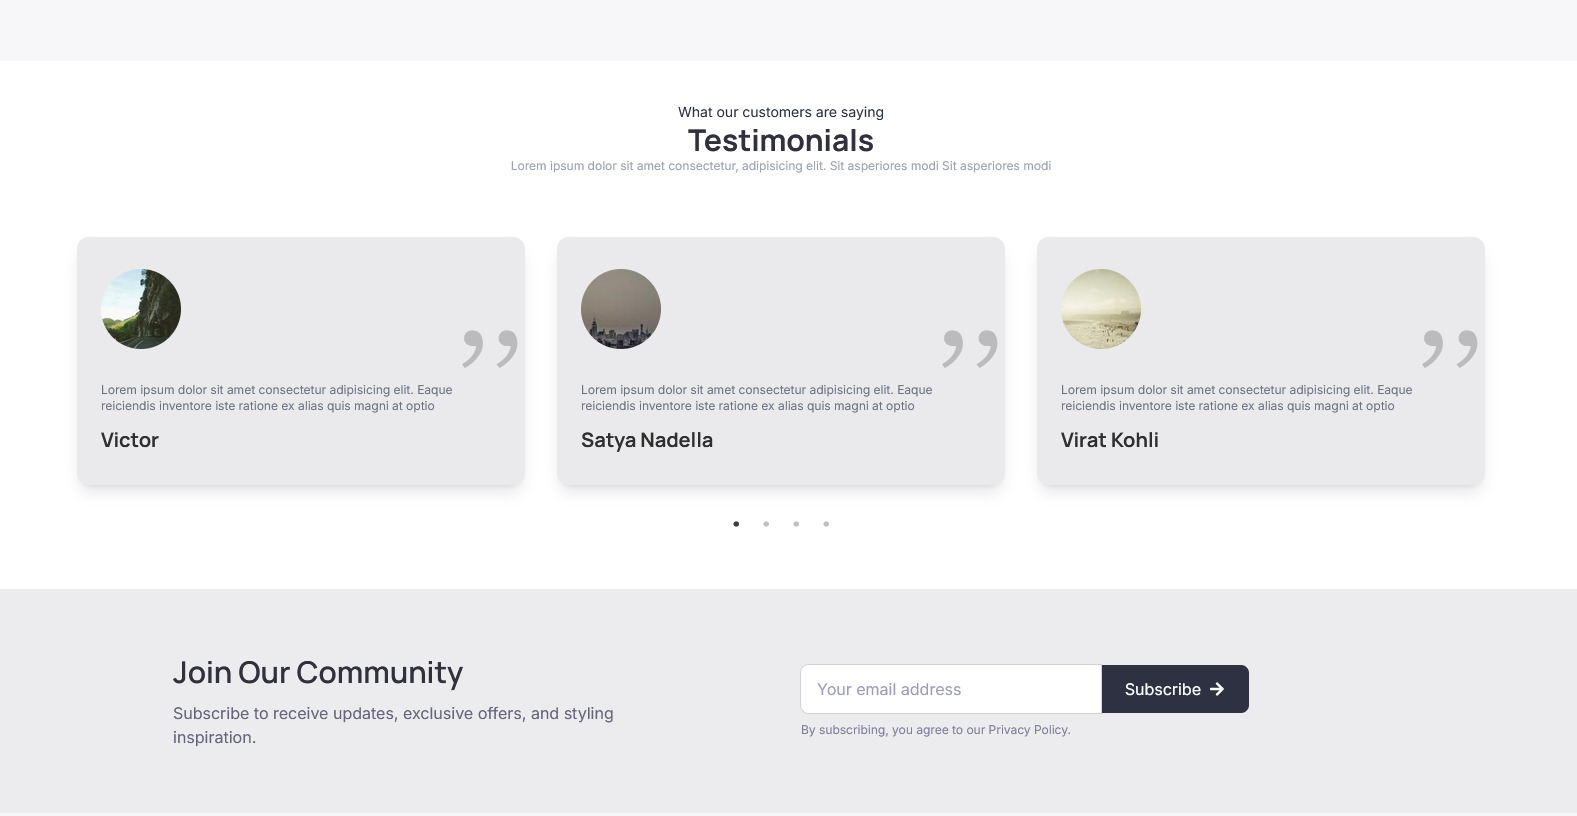 What our customers are saying
Testimonials
Lorem ipsum dolor sit amet consectetur, adipisicing elit. Sit asperiores modi Sit asperiores modi
”
Lorem ipsum dolor sit amet consectetur adipisicing elit. Eaque
reiciendis inventore iste ratione ex alias quis magni at optio
Victor
”
Lorem ipsum dolor sit amet consectetur adipisicing elit. Eaque
reiciendis inventore iste ratione ex alias quis magni at optio
Satya Nadella
”
Lorem ipsum dolor sit amet consectetur adipisicing elit. Eaque
reiciendis inventore iste ratione ex alias quis magni at optio
Virat Kohli
Join Our Community
Subscribe to receive updates, exclusive offers, and styling
inspiration.
Your email address
Subscribe →
By subscribing, you agree to our Privacy Policy.